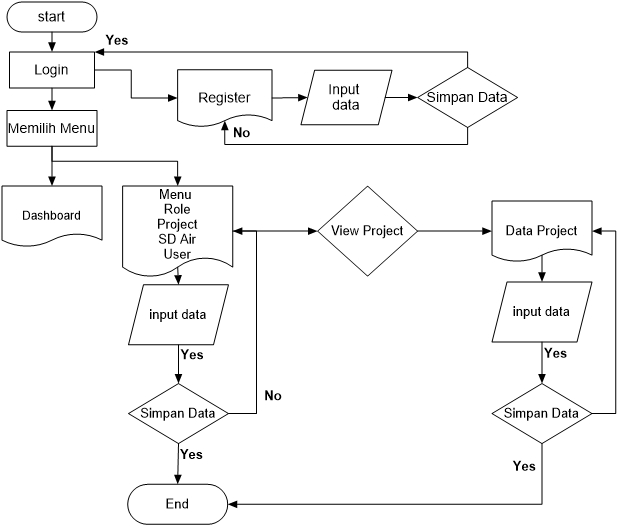 start
Yes
Login
Register
Input
data
Simpan Data
No
Memilih Menu
Dashboard
Menu
Role
Project
SD Air
User
View Project
Data Project
input data
input data
Yes
Yes
No
Simpan Data
Simpan Data
Yes
Yes
End